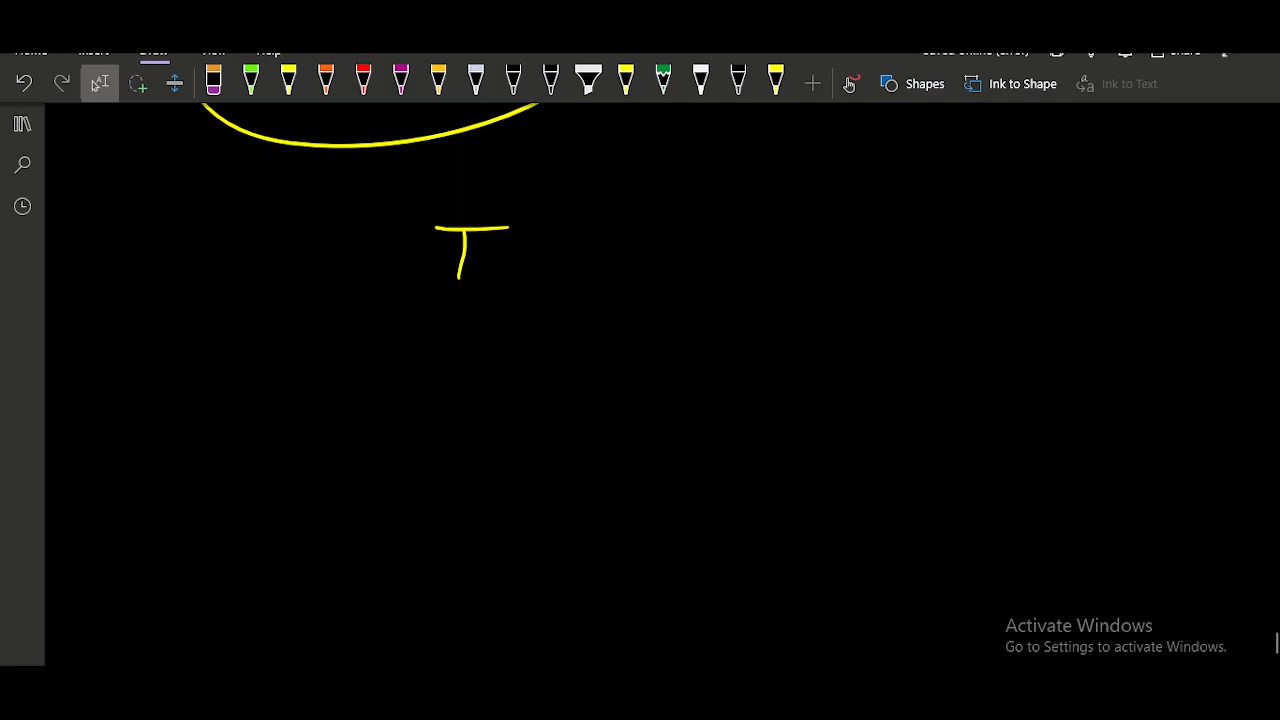 Shapes Ink to Shape Ink to Text
T
Activate Windows
Go to Settings to activate Windows.